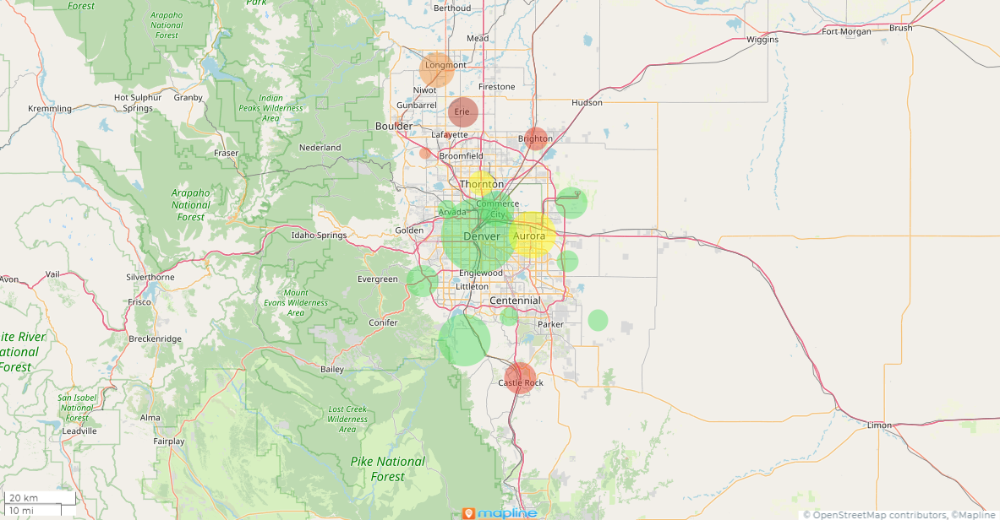 Forest
Park
Berthoud
Arapaho
National
Forest
Mead
Wiggins
Fort Morgan
Brush
Longmont
Niwot
Firestone
Hot Sulphur
Springs
Granby
Indian
Peaks Wilderness
Area
Kremmling
Gunbarrel
Erie
Hudson
Boulder
Lafayette
Brighton
Nederland
Fraser
Broomfield
Thornton
Arapaho
National
Forest
Arvada
Commerce
City
Golden
Idaho Springs
Denver
Aurora
Avon
Vail
Silverthorne
Evergreen
Englewood
Littleton
Mount
Evans Wilderness
Area
Frisco
Centennial
Conifer
Parker
ite River
ational
Forest
Breckenridge
Bailey
Castle Rock
San Isabel
National
Forest
Lost Creek
Wilderness
Area
Alma
Leadville
Limon
Fairplay
Pike National
Forest
20 km
10 mi
mapline
© OpenStreetMap contributors, ©Mapline